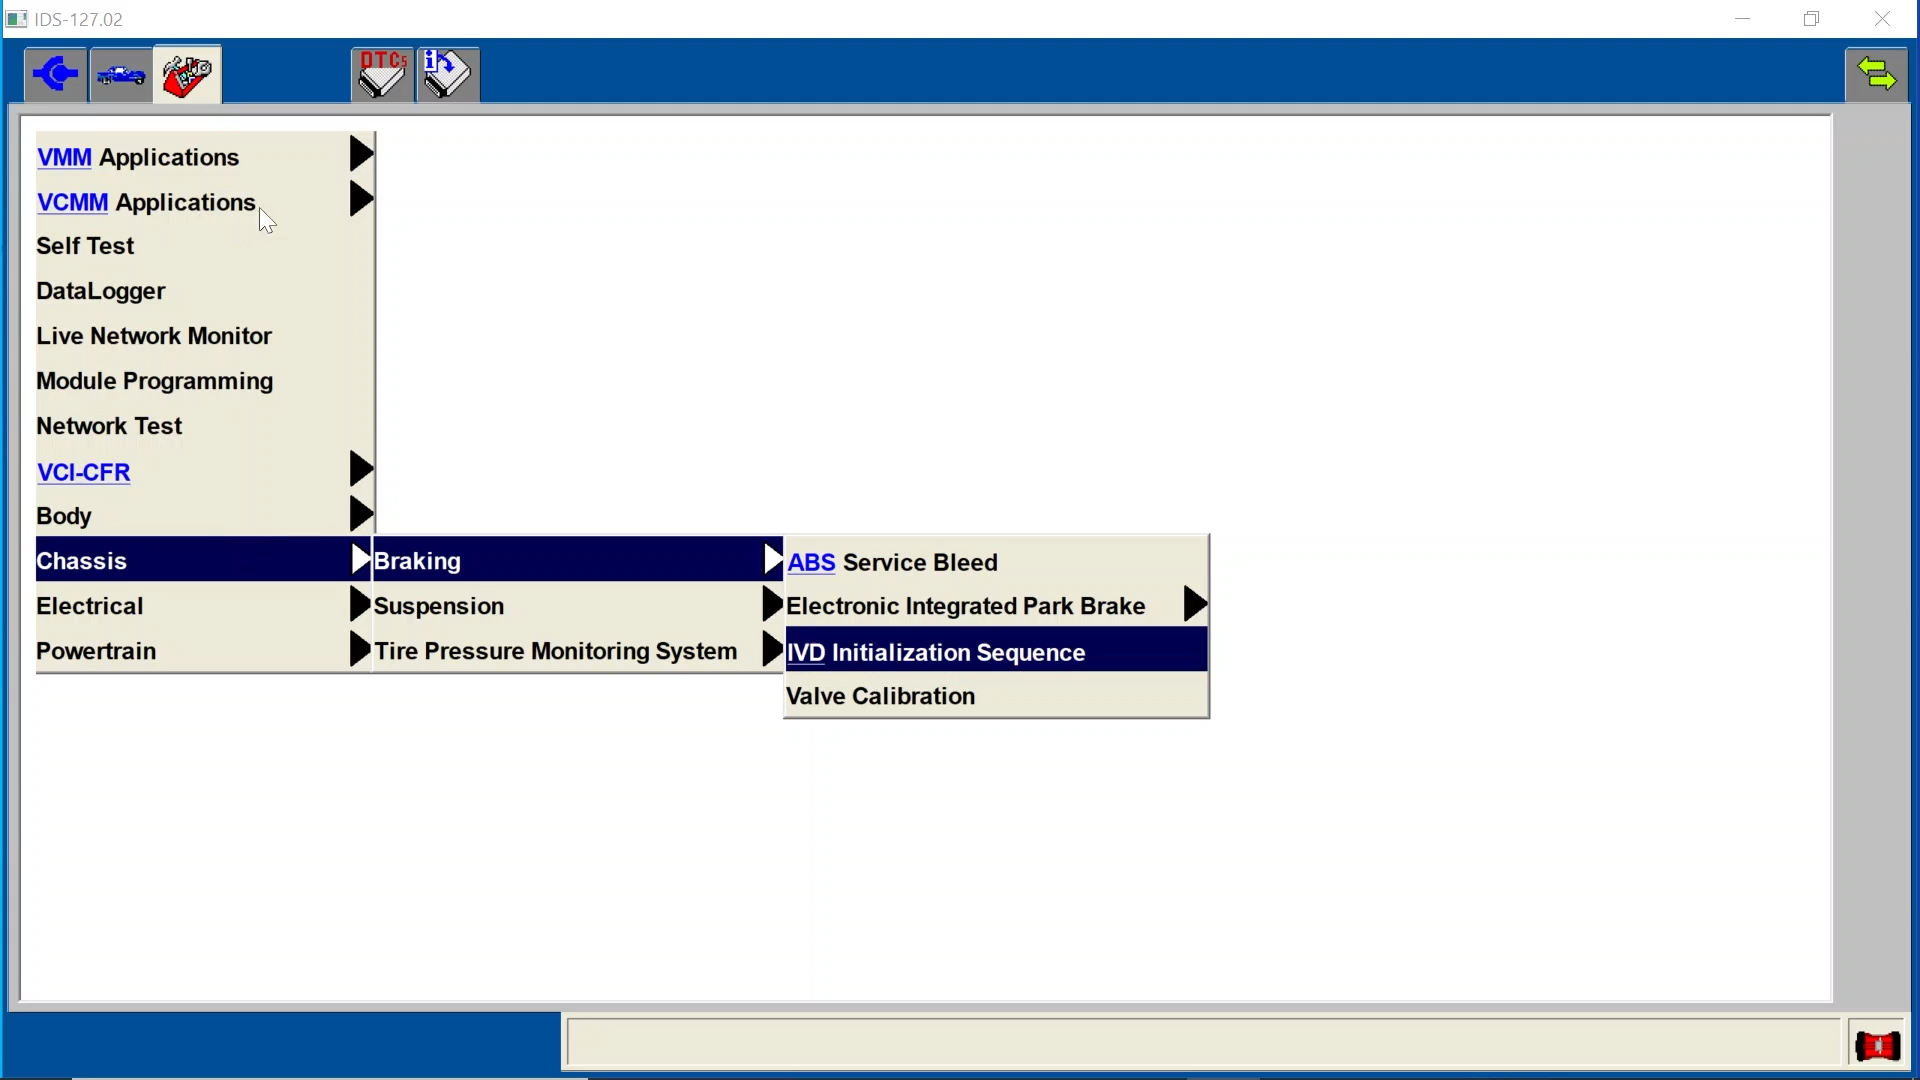 IDS-127.02
DTCs
i
VMM Applications
VCMM Applications
Self Test
DataLogger
Live Network Monitor
Module Programming
Network Test
VCI-CFR
Body
Chassis
Electrical
Powertrain
Braking
Suspension
Tire Pressure Monitoring System
ABS Service Bleed
Electronic Integrated Park Brake
IVD Initialization Sequence
Valve Calibration